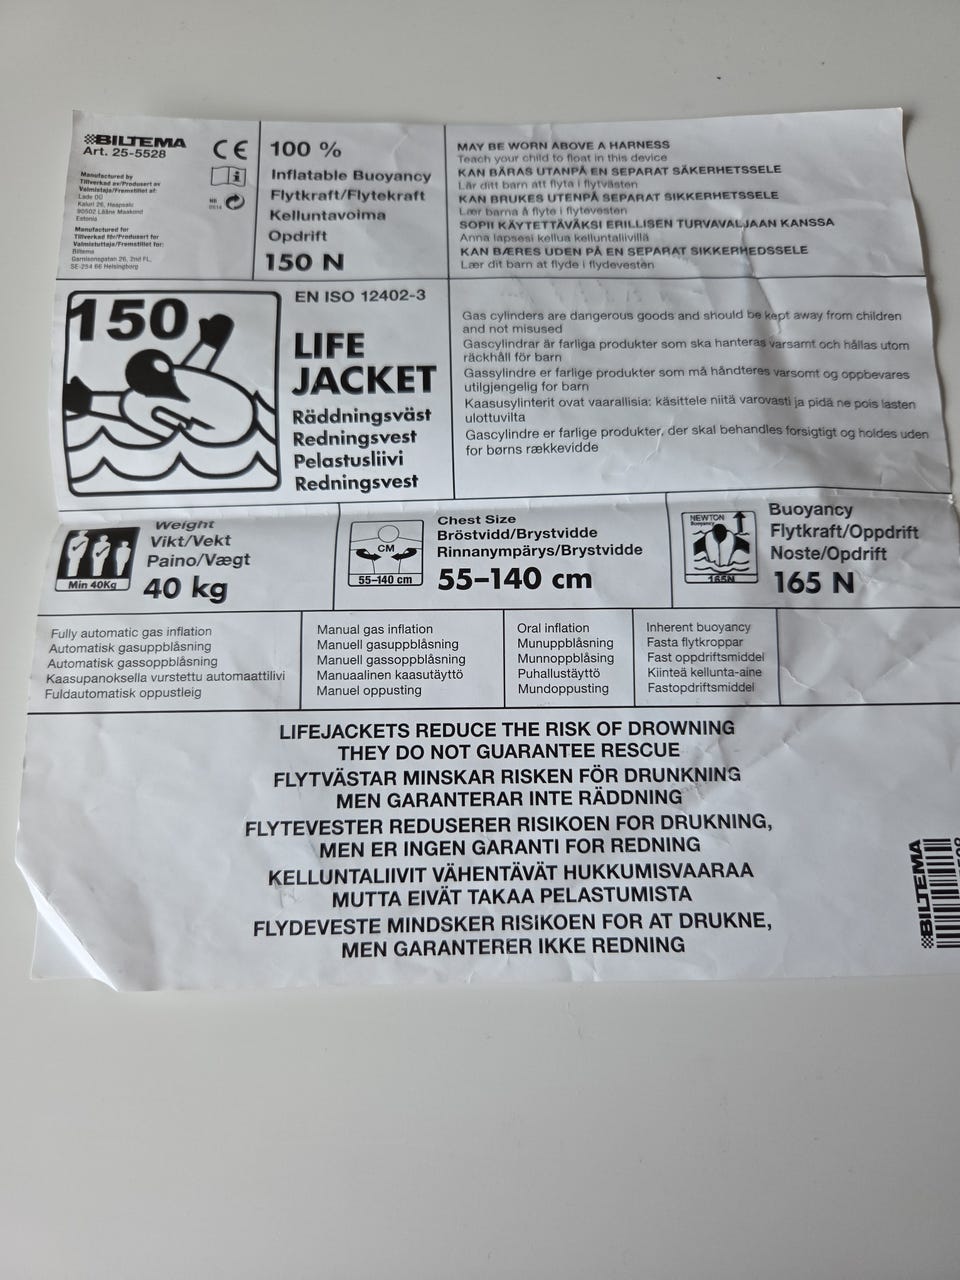 BILTEMA
Art. 25-5528
CE
Manufactured by
Tillverkad av/Produsert av
Valmistaja/Fremstillet af:
Lade OÜ
Kaluri 26, Haapsalu
90502 Lääne Maakond
Estonia
Manufactured for
Tillverkad för/Produsert for
Valmistuttaja/Fremstillet for:
Biltema
Garnisonsgatan 26, 2nd FL,
SE-254 66 Helsingborg
100 %
Inflatable Buoyancy
Flytkraft/Flytekraft
Kelluntavoima
Opdrift
150 N
MAY BE WORN ABOVE A HARNESS
Teach your child to float in this device
KAN BÄRAS UTANPÅ EN SEPARAT SÄKERHETSSELE
Lär ditt barn att flyta i flytvästen
KAN BRUKES UTENPÅ SEPARAT SIKKERHETSSELE
Lær barna å flyte i flytevesten
SOPII KÄYTETTÄVÄKSI ERILLISEN TURVAVALJAAN KANSSA
Anna lapsesi kellua kelluntaliivillä
KAN BÆRES UDEN PÅ EN SEPARAT SIKKERHEDSSELE
Lær dit barn at flyde i flydevesten
150
EN ISO 12402-3
LIFE
JACKET
Räddningsväst
Redningsvest
Pelastusliivi
Redningsvest
Gas cylinders are dangerous goods and should be kept away from children
and not misused
Gascylindrar är farliga produkter som ska hanteras varsamt och hållas utom
räckhåll för barn
Gassylindre er farlige produkter som må håndteres varsomt og oppbevares
utilgjengelig for barn
Kaasusylinterit ovat vaarallisia: käsittele niitä varovasti ja pidä ne pois lasten
ulottuvilta
Gascylindre er farlige produkter, der skal behandles forsigtigt og holdes uden
for børns rækkevidde
Min 40Kg
Weight
Vikt/Vekt
Paino/Vægt
40 kg
CM
55–140 cm
Chest Size
Bröstvidd/Brystvidde
Rinnanympärys/Brystvidde
55–140 cm
NEWTON
Buoyancy
165N
Buoyancy
Flytkraft/Oppdrift
Noste/Opdrift
165 N
Fully automatic gas inflation
Automatisk gasuppblåsning
Automatisk gassoppblåsning
Kaasupanoksella vurstettu automaattilivi
Fuldautomatisk oppustleig
Manual gas inflation
Manuell gasuppblåsning
Manuell gassoppblåsning
Manuaalinen kaasutäyttö
Manuel oppusting
Oral inflation
Munuppblåsning
Munnoppblåsing
Puhallustäyttö
Mundoppusting
Inherent buoyancy
Fasta flytkroppar
Fast oppdriftsmiddel
Kiinteä kellunta-aine
Fastopdriftsmiddel
LIFEJACKETS REDUCE THE RISK OF DROWNING
THEY DO NOT GUARANTEE RESCUE
FLYTVÄSTAR MINSKAR RISKEN FÖR DRUNKNING
MEN GARANTERAR INTE RÄDDNING
FLYTEVESTER REDUSERER RISIKOEN FOR DRUKNING,
MEN ER INGEN GARANTI FOR REDNING
KELLUNTALIIVIT VÄHENTÄVÄT HUKKUMISVAARAA
MUTTA EIVÄT TAKAA PELASTUMISTA
FLYDEVESTE MINDSKER RISIKOEN FOR AT DRUKNE,
MEN GARANTERER IKKE REDNING
BILTEMA